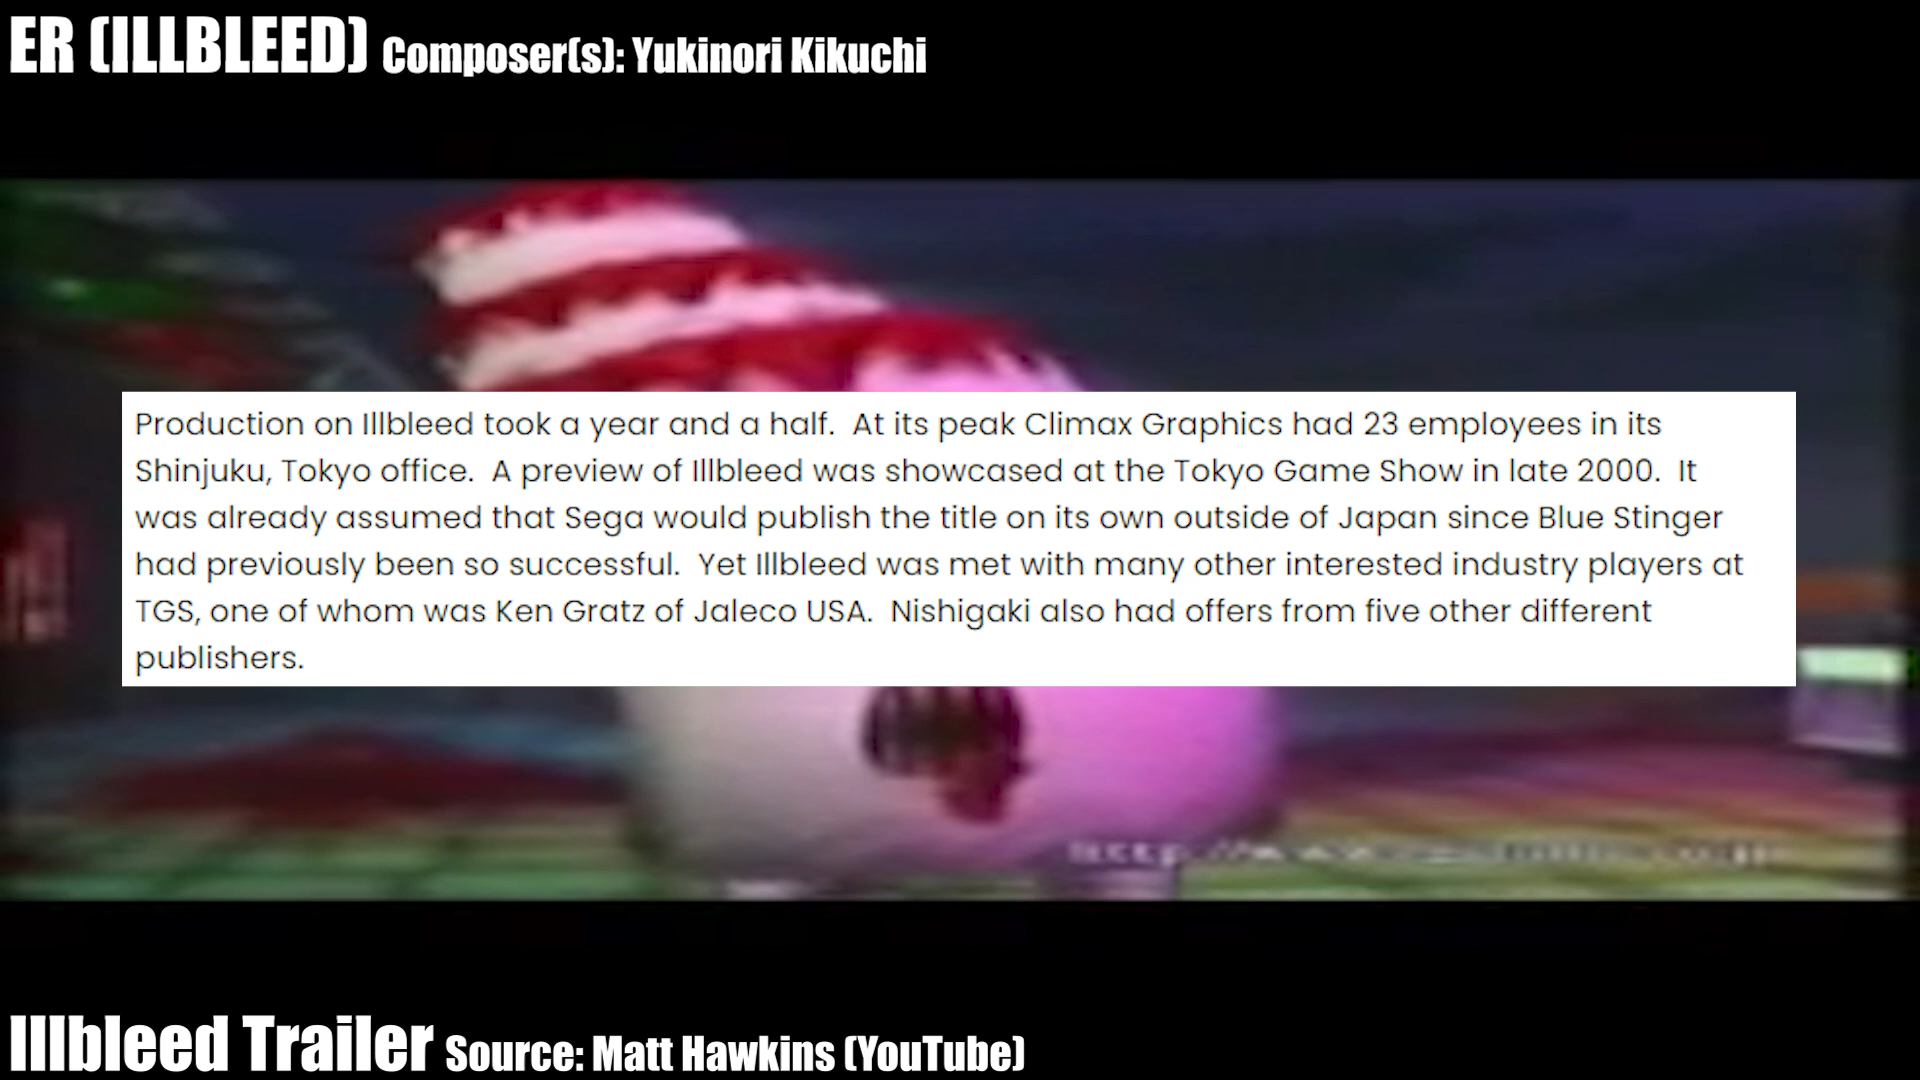 ER (ILLBLEED) Composer(s): Yukinori Kikuchi
Production on Illbleed took a year and a half.  At its peak Climax Graphics had 23 employees in its
Shinjuku, Tokyo office.  A preview of Illbleed was showcased at the Tokyo Game Show in late 2000.  It
was already assumed that Sega would publish the title on its own outside of Japan since Blue Stinger
had previously been so successful.  Yet Illbleed was met with many other interested industry players at
TGS, one of whom was Ken Gratz of Jaleco USA.  Nishigaki also had offers from five other different
publishers.
Illbleed Trailer Source: Matt Hawkins (YouTube)